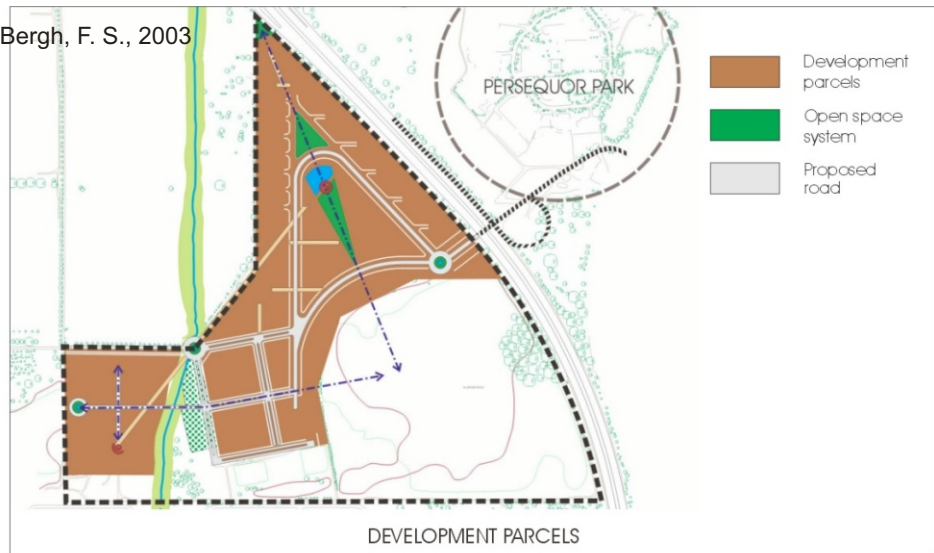 Bergh, F. S., 2003
PERSEQUOR PARK
Development
parcels
Open space
system
Proposed
road
DEVELOPMENT PARCELS